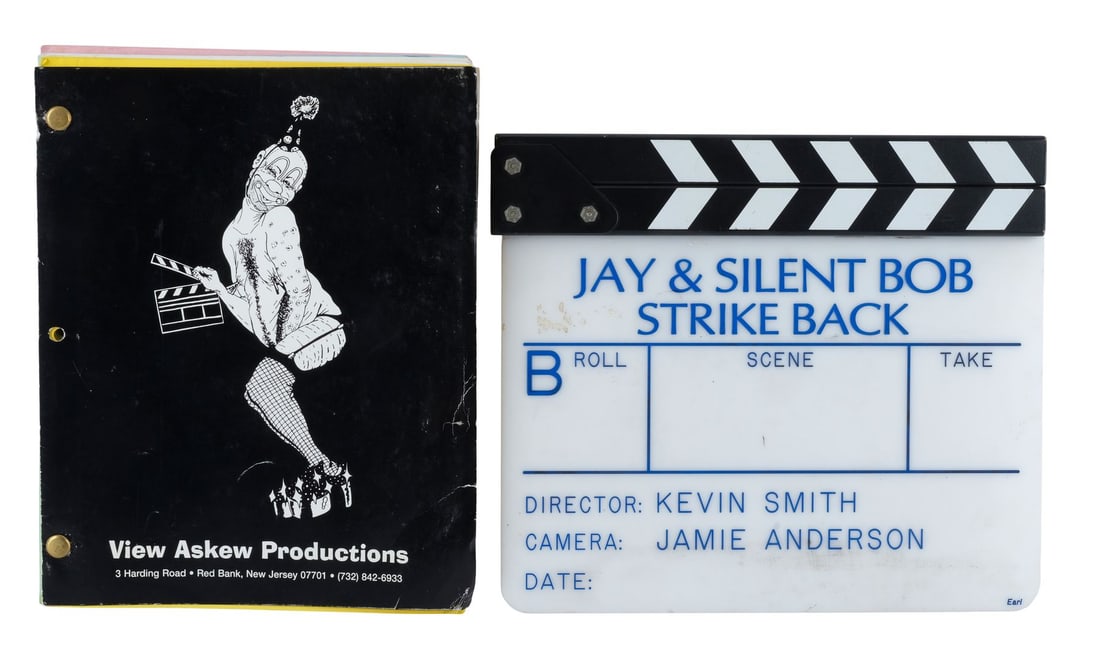 View Askew Productions
3 Harding Road • Red Bank, New Jersey 07701 • (732) 842-6933
JAY & SILENT BOB
STRIKE BACK
B ROLL SCENE TAKE
DIRECTOR: KEVIN SMITH
CAMERA: JAMIE ANDERSON
DATE:
Earl